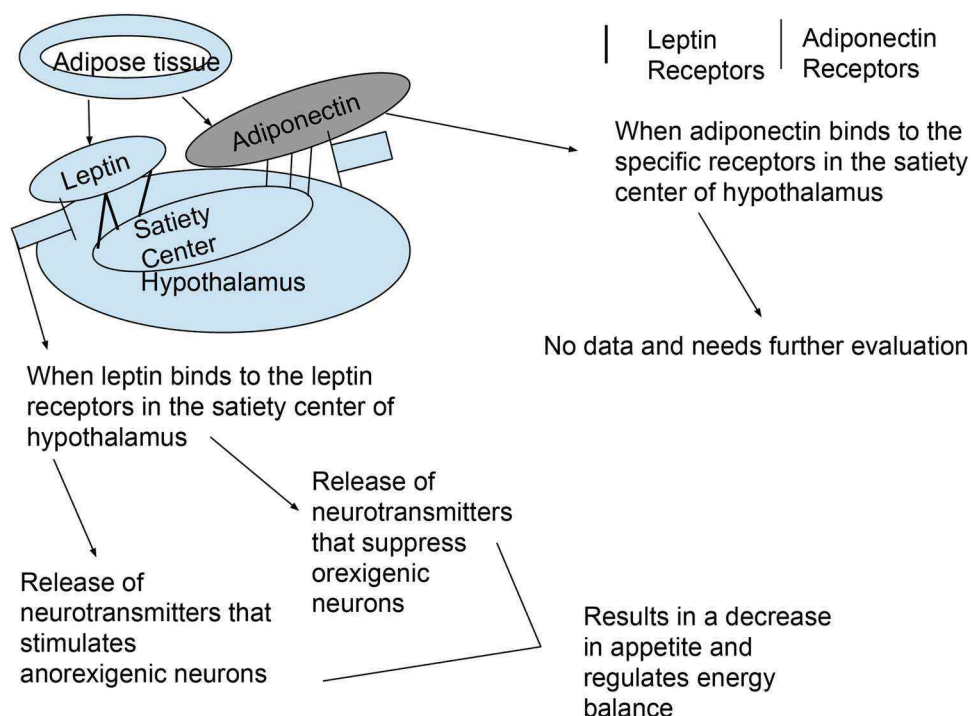 Adipose tissue
Leptin
Receptors
Adiponectin
Receptors
Adiponectin
Leptin
Satiety
Center
Hypothalamus
When adiponectin binds to the
specific receptors in the satiety
center of hypothalamus
No data and needs further evaluation
When leptin binds to the leptin
receptors in the satiety center of
hypothalamus
Release of
neurotransmitters
that suppress
orexigenic
neurons
Release of
neurotransmitters that
stimulates
anorexigenic neurons
Results in a decrease
in appetite and
regulates energy
balance